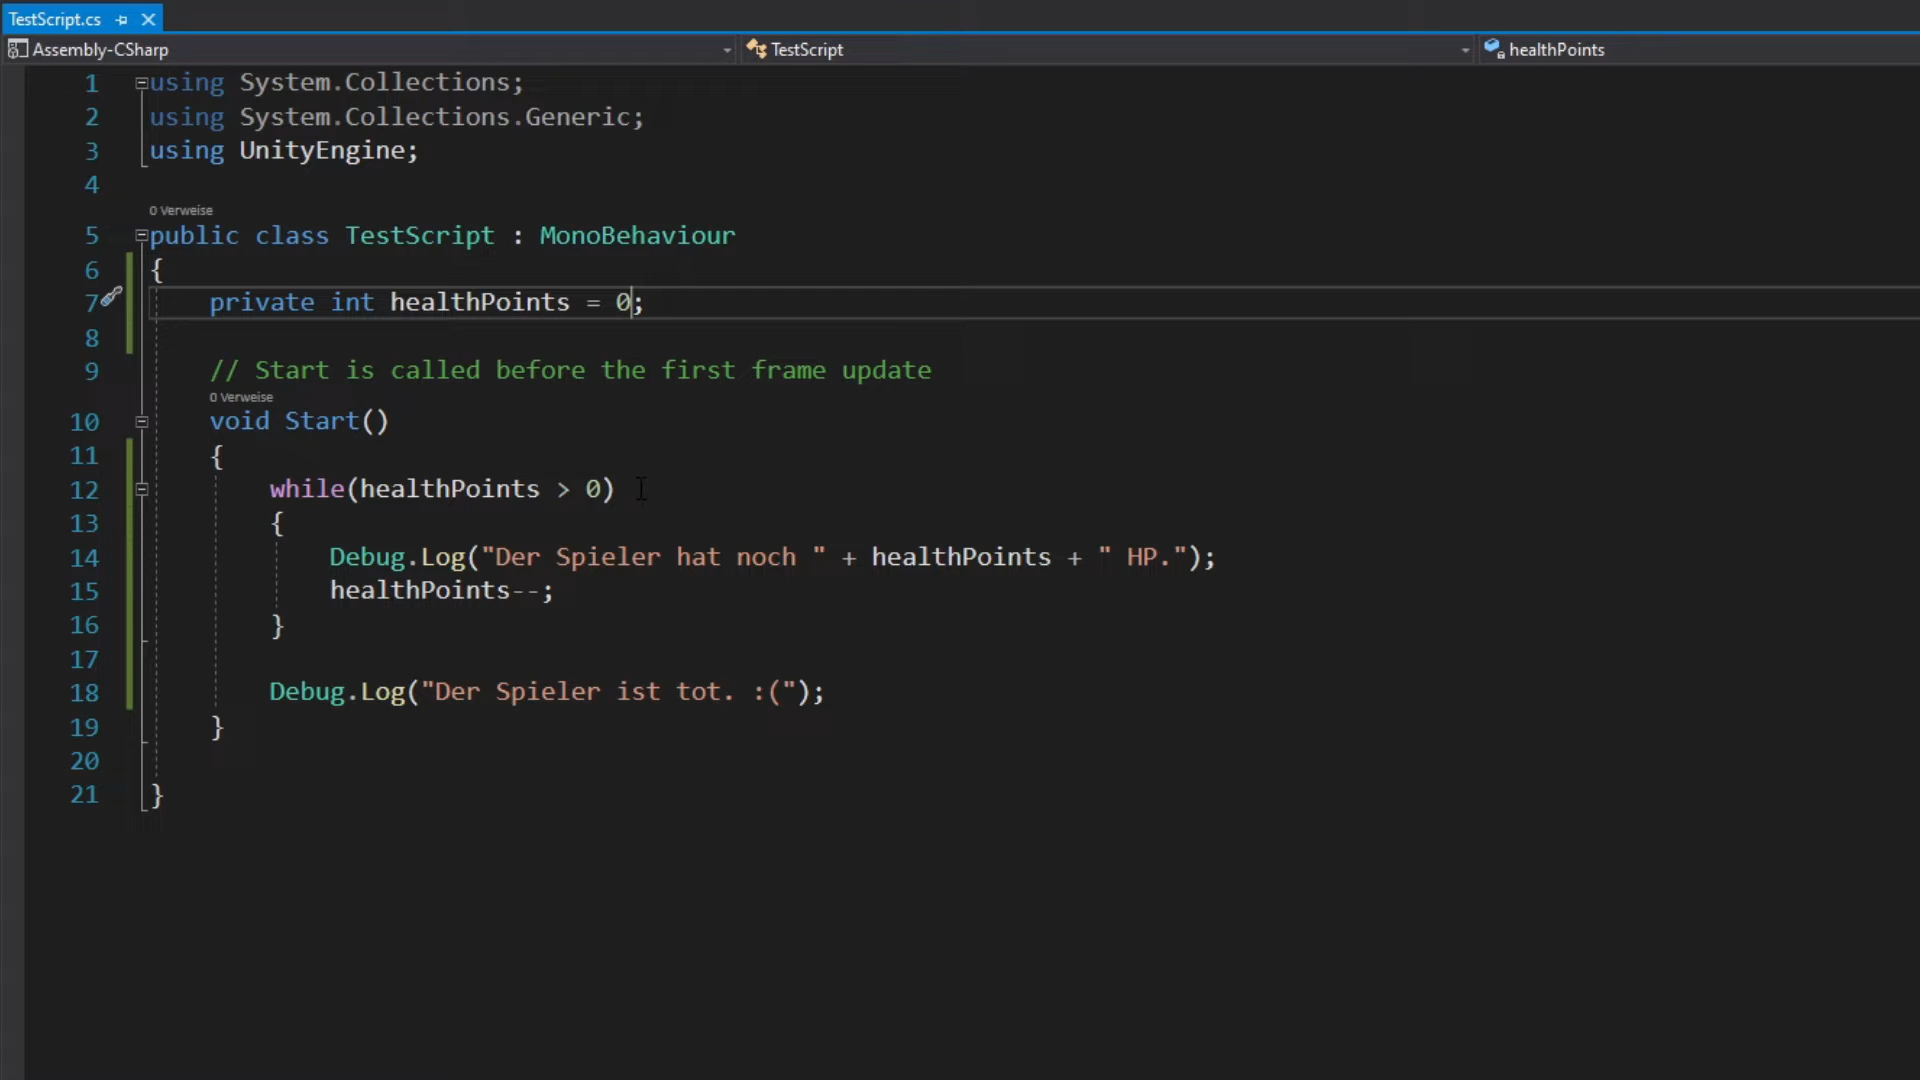 TestScript.cs
Assembly-CSharp TestScript healthPoints
1 using System.Collections;
2 using System.Collections.Generic;
3 using UnityEngine;
4
0 Verweise
5 public class TestScript : MonoBehaviour
6 {
7 private int healthPoints = 0;
8
9 // Start is called before the first frame update
0 Verweise
10 void Start()
11 {
12 while(healthPoints > 0)
13 {
14 Debug.Log("Der Spieler hat noch " + healthPoints + " HP.");
15 healthPoints--;
16 }
17
18 Debug.Log("Der Spieler ist tot. :(");
19 }
20
21 }